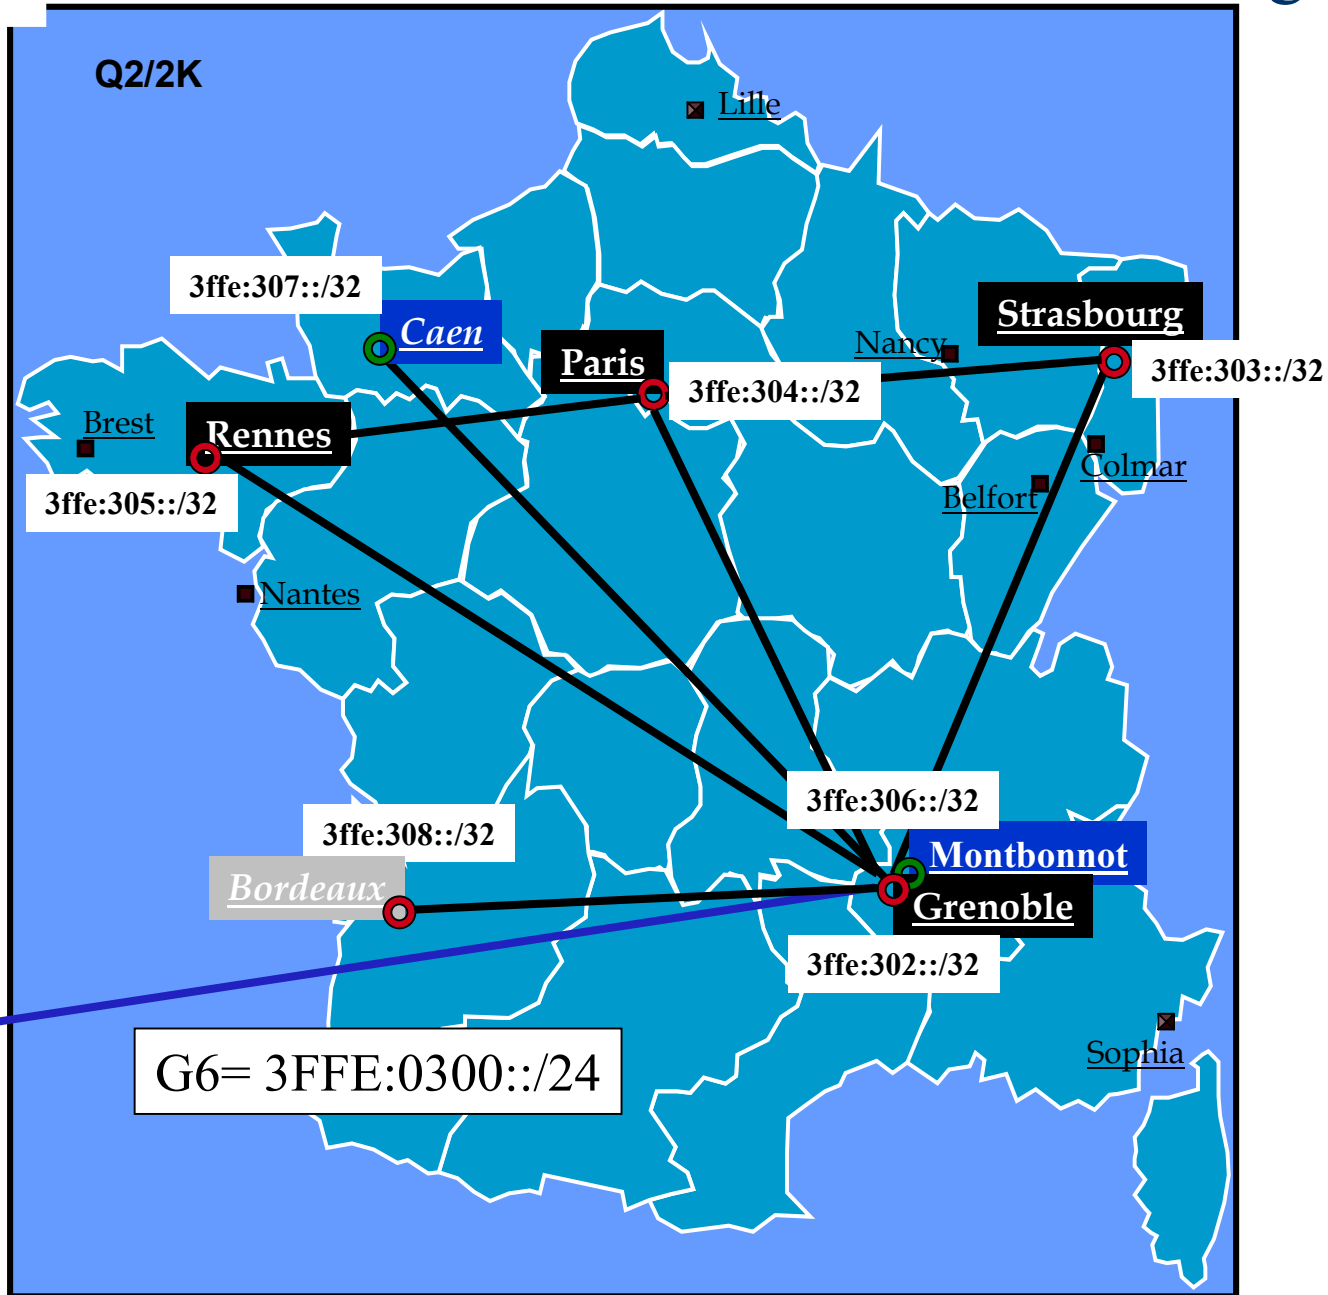 Q2/2K
Lille
3ffe:307::/32
Caen
Strasbourg
Paris
Nancy
3ffe:304::/32
3ffe:303::/32
Brest
Rennes
Colmar
3ffe:305::/32
Belfort
Nantes
3ffe:306::/32
3ffe:308::/32
Montbonnot
Bordeaux
Grenoble
3ffe:302::/32
G6= 3FFE:0300::/24
Sophia